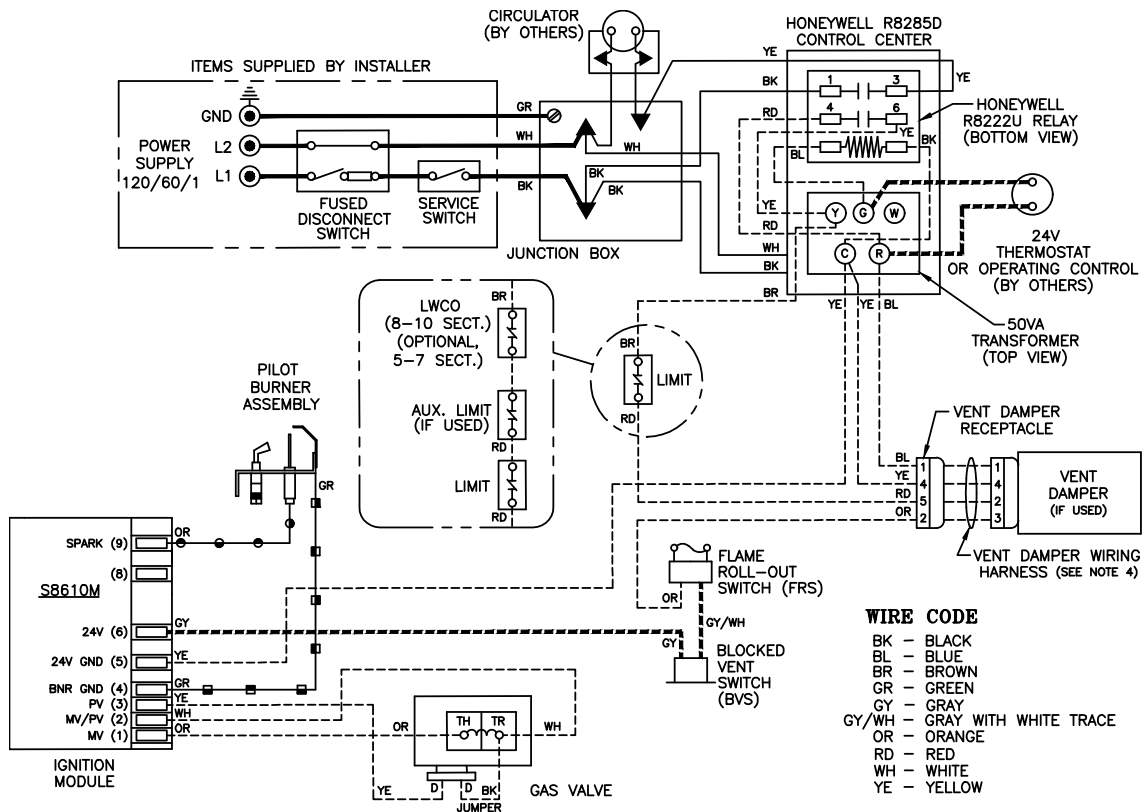 CIRCULATOR
(BY OTHERS)
HONEYWELL R8285D
CONTROL CENTER
ITEMS SUPPLIED BY INSTALLER
YE
BK
YE
1
3
RD
4
6
YE
BK
BL
HONEYWELL
R8222U RELAY
(BOTTOM VIEW)
GND
GR
WH
WH
L2
POWER
SUPPLY
120/60/1
L1
BK
BK
BK
FUSED
DISCONNECT
SWITCH
SERVICE
SWITCH
JUNCTION BOX
YE
RD
Y
G
W
C
R
WH
BK
BR
YE
YE
BL
24V
THERMOSTAT
OR OPERATING CONTROL
(BY OTHERS)
50VA
TRANSFORMER
(TOP VIEW)
BR
LWCO
(8-10 SECT.)
(OPTIONAL,
5-7 SECT.)
AUX. LIMIT
(IF USED)
RD
LIMIT
RD
BR
LIMIT
RD
PILOT
BURNER
ASSEMBLY
GR
VENT DAMPER
RECEPTACLE
BL
1
1
YE
4
4
RD
5
2
OR
2
3
VENT
DAMPER
(IF USED)
VENT DAMPER WIRING
HARNESS (SEE NOTE 4)
SPARK (9)
OR
(8)
S8610M
24V (6)
GY
24V GND (5)
YE
BNR GND (4)
GR
PV (3)
YE
MV/PV (2)
WH
MV (1)
OR
IGNITION
MODULE
FLAME
ROLL-OUT
SWITCH (FRS)
OR
GY/WH
GY
BLOCKED
VENT
SWITCH
(BVS)
OR
TH
TR
WH
YE
D
D
BK
JUMPER
GAS VALVE
WIRE CODE
BK - BLACK
BL - BLUE
BR - BROWN
GR - GREEN
GY - GRAY
GY/WH - GRAY WITH WHITE TRACE
OR - ORANGE
RD - RED
WH - WHITE
YE - YELLOW